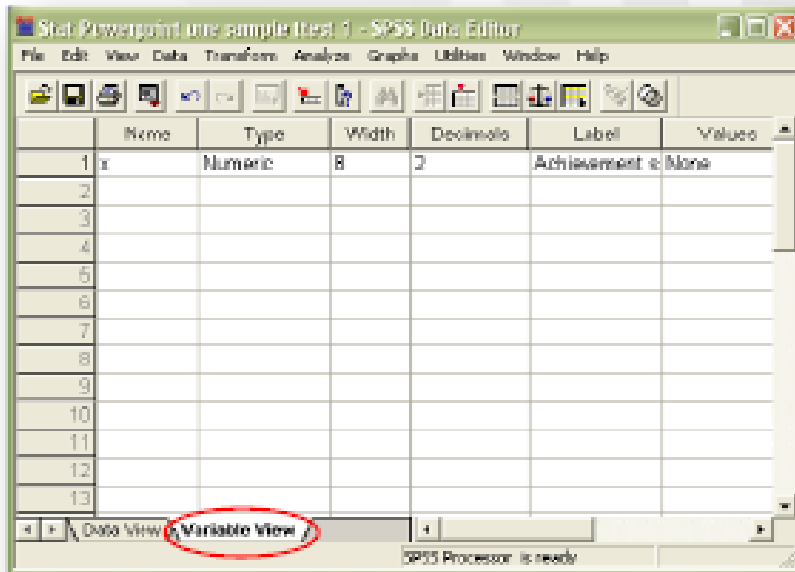 Stat Powerpoint one sample ttest 1 - SPSS Data Editor
File Edit View Data Transform Analyze Graphs Utilities Window Help
Name Type Width Decimals Label Values
1 x Numeric 8 2 Achievement s None
2
3
4
5
6
7
8
9
10
11
12
13
Data View Variable View
SPSS Processor is ready